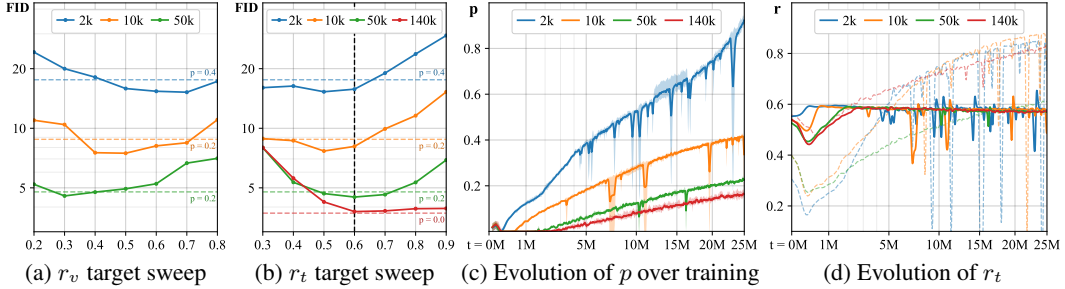 FID
2k 10k 50k
20
10
5
p = 0.4
p = 0.2
p = 0.2
0.2 0.3 0.4 0.5 0.6 0.7 0.8
(a) r_v target sweep
FID
2k 10k 50k 140k
20
10
5
p = 0.4
p = 0.2
p = 0.2
p = 0.0
0.3 0.4 0.5 0.6 0.7 0.8 0.9
(b) r_t target sweep
p
2k 10k 50k 140k
0.8
0.6
0.4
0.2
t = 0M 1M 5M 10M 15M 20M 25M
(c) Evolution of p over training
r
2k 10k 50k 140k
0.8
0.6
0.4
0.2
t = 0M 1M 5M 10M 15M 20M 25M
(d) Evolution of r_t